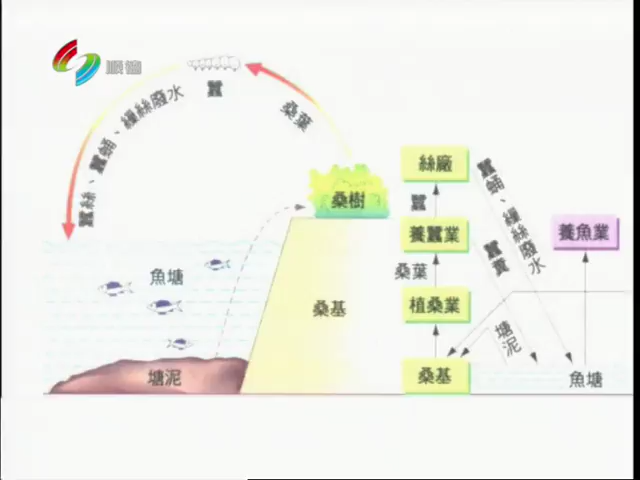 順德
蠶
桑葉
蠶絲、蠶蛹、繅絲廢水
桑樹
魚塘
桑基
塘泥
絲廠
蠶
養蠶業
桑葉
植桑業
桑基
蠶蛹、繅絲廢水
蠶糞
塘泥
養魚業
魚塘